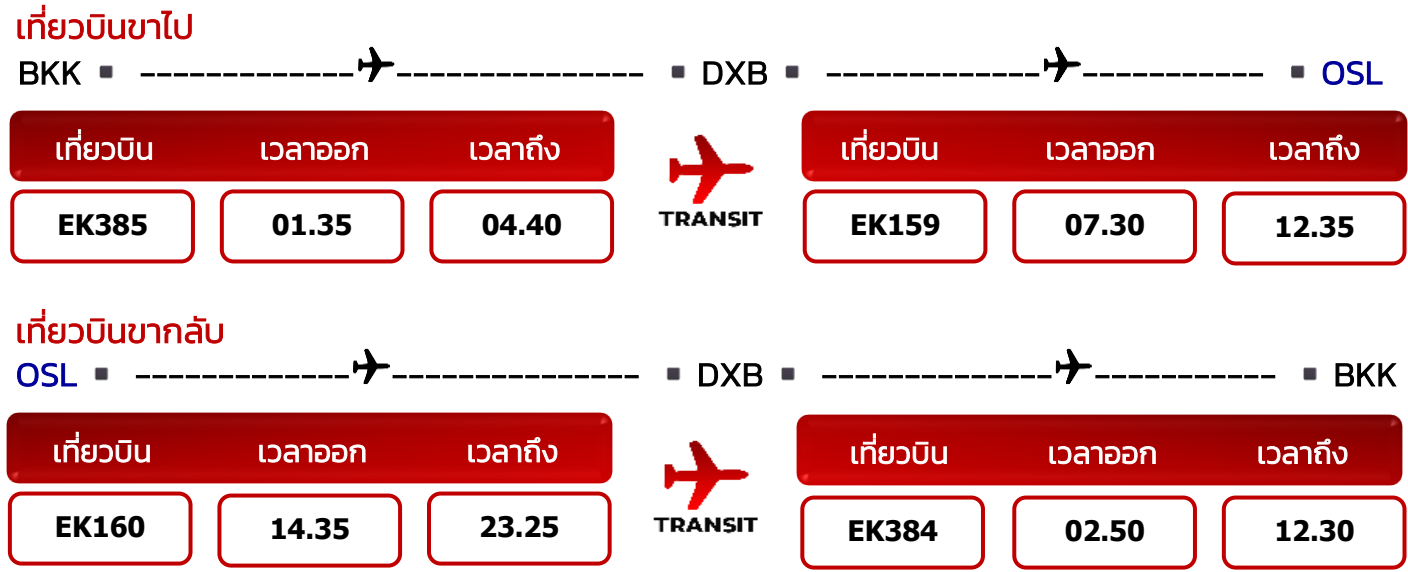 เที่ยวบินขาไป
BKK DXB OSL
เที่ยวบิน เวลาออก เวลาถึง เที่ยวบิน เวลาออก เวลาถึง
EK385 01.35 04.40 TRANSIT EK159 07.30 12.35
เที่ยวบินขากลับ
OSL DXB BKK
เที่ยวบิน เวลาออก เวลาถึง เที่ยวบิน เวลาออก เวลาถึง
EK160 14.35 23.25 TRANSIT EK384 02.50 12.30